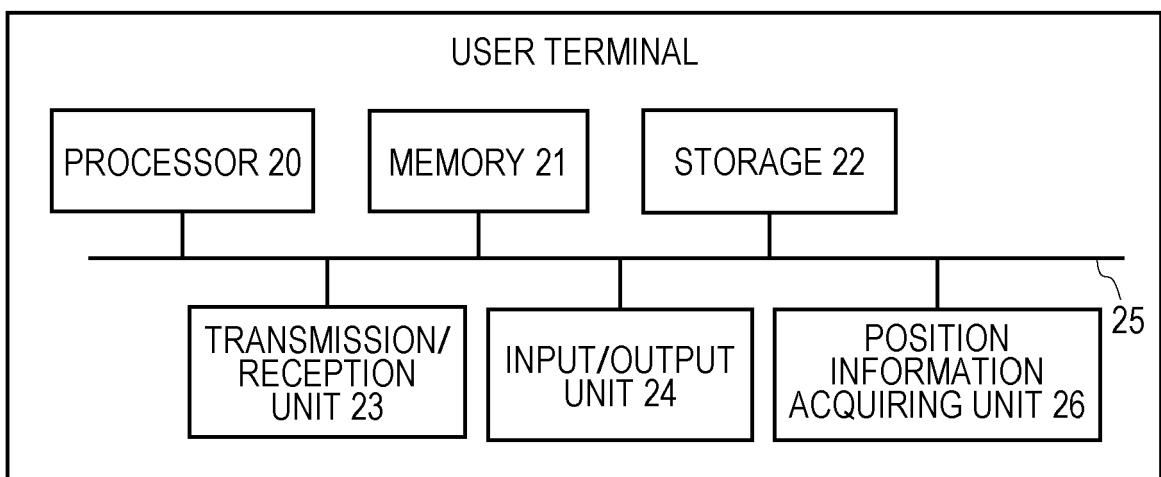 USER TERMINAL
PROCESSOR 20
MEMORY 21
STORAGE 22
25
TRANSMISSION/
RECEPTION
UNIT 23
INPUT/OUTPUT
UNIT 24
POSITION
INFORMATION
ACQUIRING UNIT 26